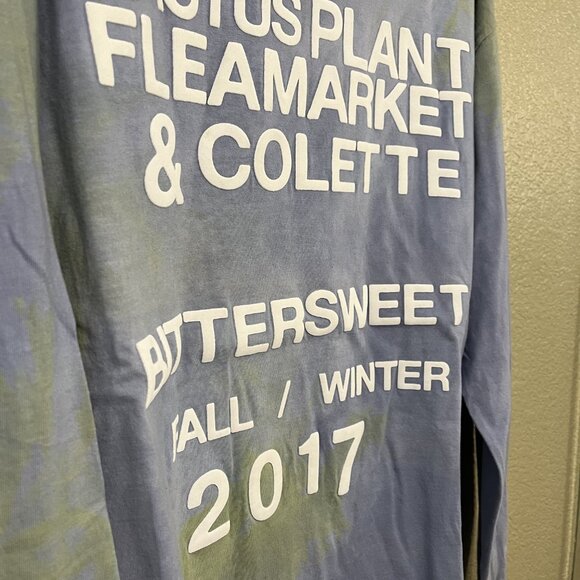 PLANT
FLEAMARKET
& COLETTE
BITTERSWEET
FALL / WINTER
2017